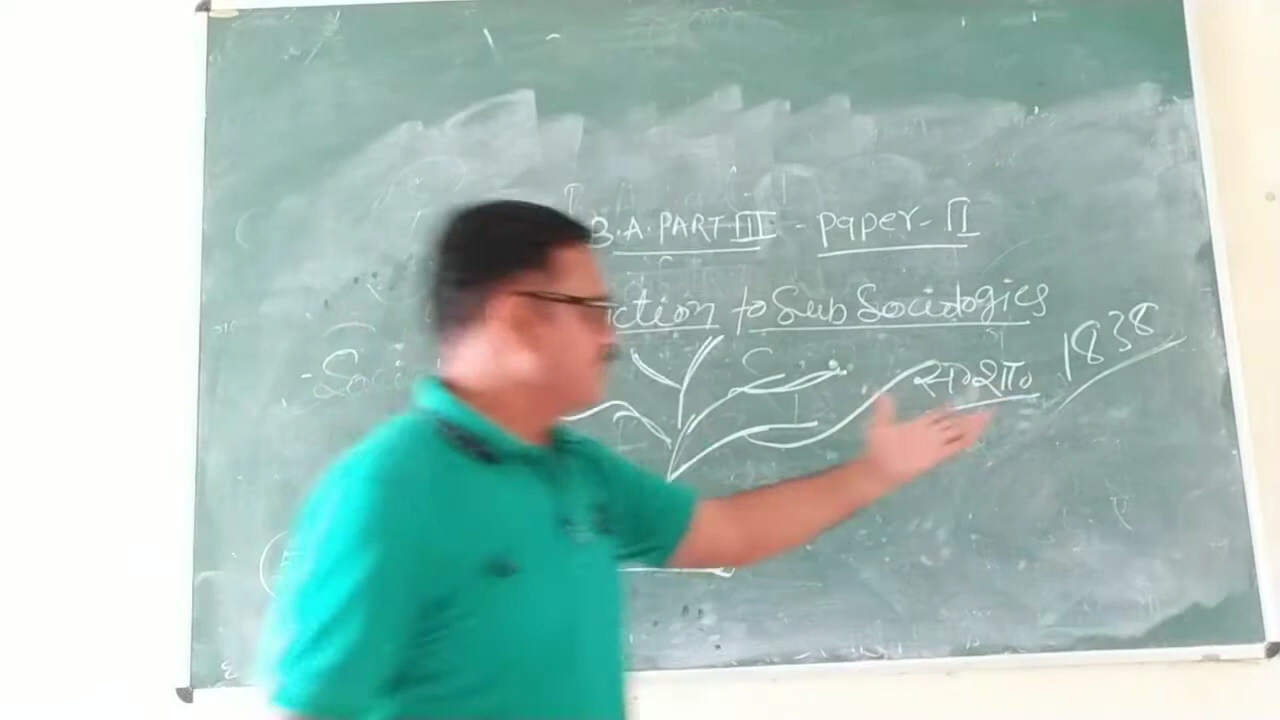 B.A. PART III - paper - II
ction to Sub Sociologies
- Soci
स०शा० 1838